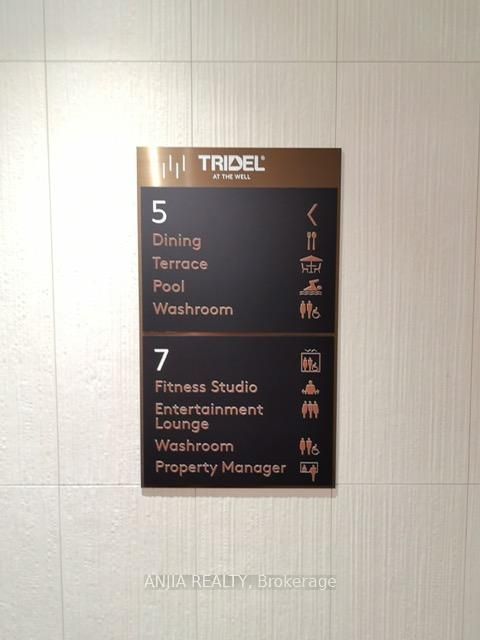 TRIDEL®
AT THE WELL
5
Dining
Terrace
Pool
Washroom
7
Fitness Studio
Entertainment
Lounge
Washroom
Property Manager
ANJIA REALTY, Brokerage